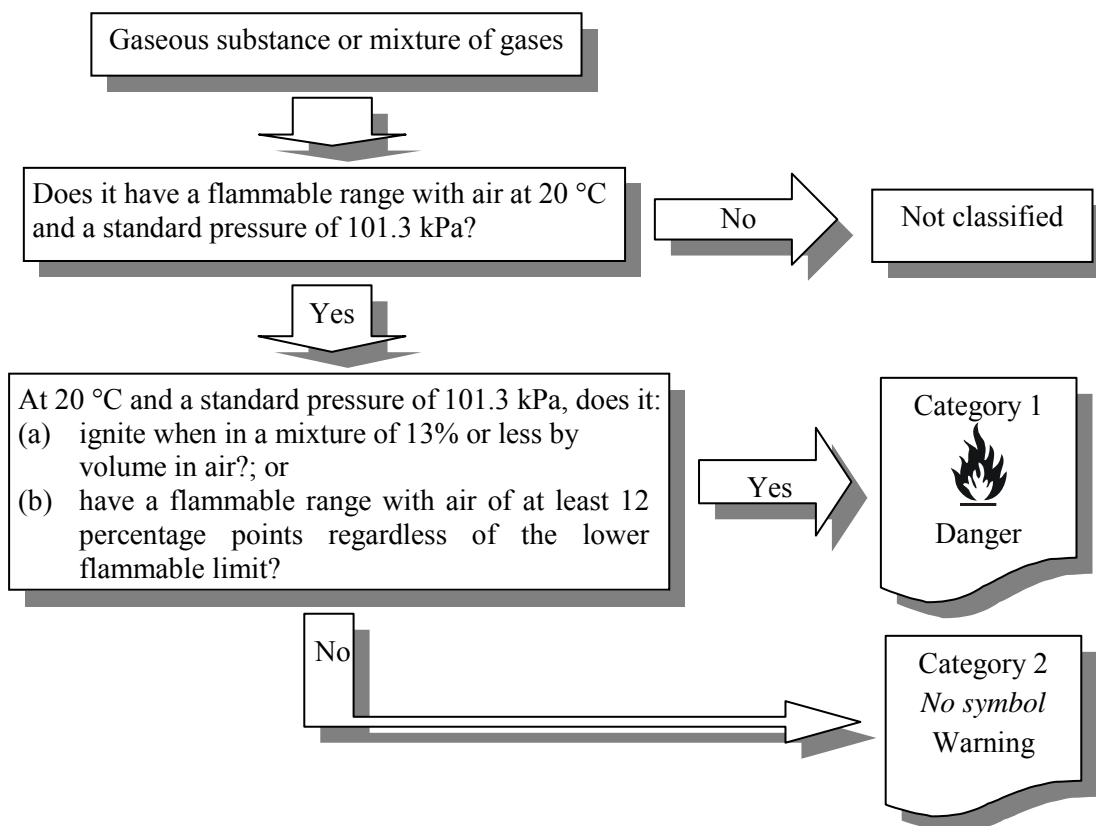 Gaseous substance or mixture of gases
Does it have a flammable range with air at 20 °C
and a standard pressure of 101.3 kPa?
No
Not classified
Yes
At 20 °C and a standard pressure of 101.3 kPa, does it:
(a) ignite when in a mixture of 13% or less by
volume in air?; or
(b) have a flammable range with air of at least 12
percentage points regardless of the lower
flammable limit?
Yes
Category 1
Danger
No
Category 2
No symbol
Warning